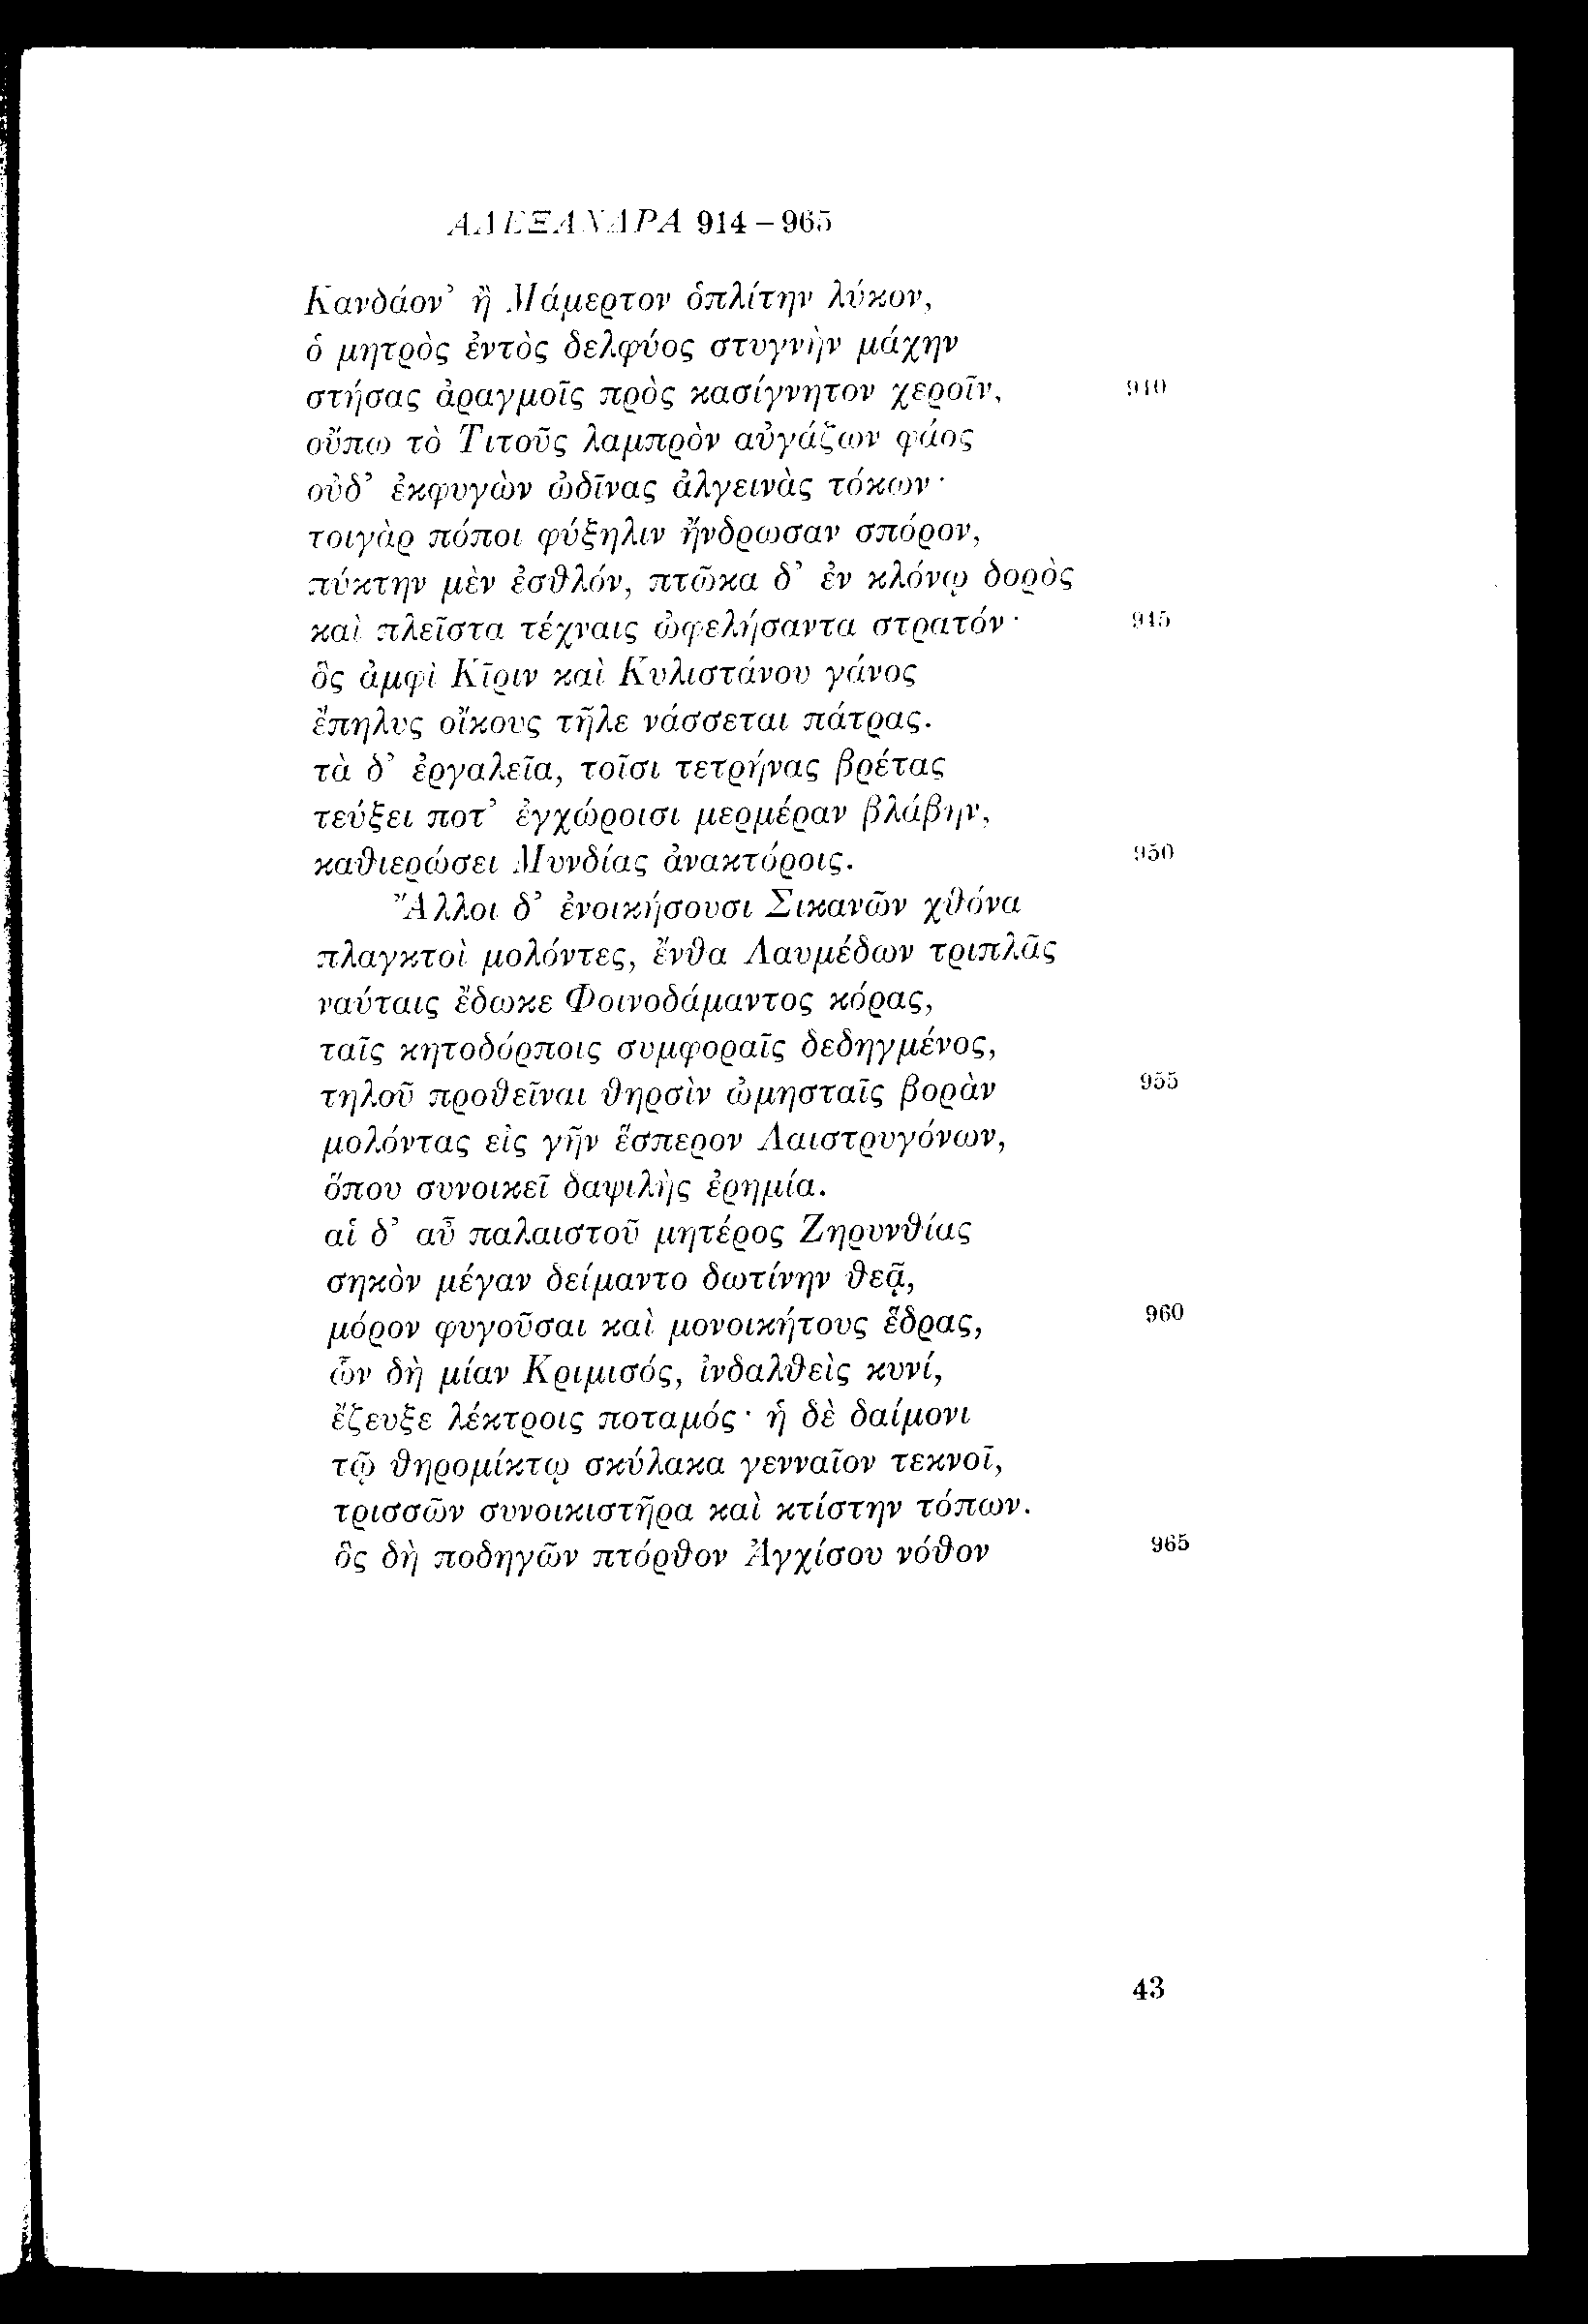 ΑΛΕΞΑΝΔΡΑ 914 – 965
Κανδάον’ ἢ Μάμερτον ὁπλίτην λύκον,
ὁ μητρὸς ἐντὸς δελφύος στυγνὴν μάχην
στήσας ἀραγμοῖς πρὸς κασίγνητον χεροῖν, 940
οὔπω τὸ Τιτοῦς λαμπρὸν αὐγάζων φάος
οὐδ’ ἐκφυγὼν ὠδῖνας ἀλγεινὰς τόκων·
τοιγὰρ πόποι φύξηλιν ἤνδρωσαν σπόρον,
πύκτην μὲν ἐσθλόν, πτῶκα δ’ ἐν κλόνῳ δορὸς
καὶ πλεῖστα τέχναις ὠφελήσαντα στρατόν· 945
ὃς ἀμφὶ Κῖριν καὶ Κυλιστάνου γάνος
ἔπηλυς οἴκους τῆλε νάσσεται πάτρας.
τὰ δ’ ἐργαλεῖα, τοῖσι τετρήνας βρέτας
τεύξει ποτ’ ἐγχώροισι μερμέραν βλάβην,
καθιερώσει Μυνδίας ἀνακτόροις. 950
Ἄλλοι δ’ ἐνοικήσουσι Σικανῶν χθόνα
πλαγκτοὶ μολόντες, ἔνθα Λαυμέδων τριπλᾶς
ναύταις ἔδωκε Φοινοδάμαντος κόρας,
ταῖς κητοδόρποις συμφοραῖς δεδηγμένος,
τηλοῦ προθεῖναι θηρσὶν ὠμησταῖς βορὰν 955
μολόντας εἰς γῆν ἕσπερον Λαιστρυγόνων,
ὅπου συνοικεῖ δαψιλὴς ἐρημία.
αἱ δ’ αὖ παλαιστοῦ μητέρος Ζηρυνθίας
σηκὸν μέγαν δείμαντο δωτίνην θεᾷ,
μόρον φυγοῦσαι καὶ μονοικήτους ἕδρας, 960
ὧν δὴ μίαν Κριμισός, ἰνδαλθεὶς κυνί,
ἔζευξε λέκτροις ποταμός· ἡ δὲ δαίμονι
τῷ θηρομίκτῳ σκύλακα γενναῖον τεκνοῖ,
τρισσῶν συνοικιστῆρα καὶ κτίστην τόπων.
ὃς δὴ ποδηγῶν πτόρθον Ἀγχίσου νόθον 965
43